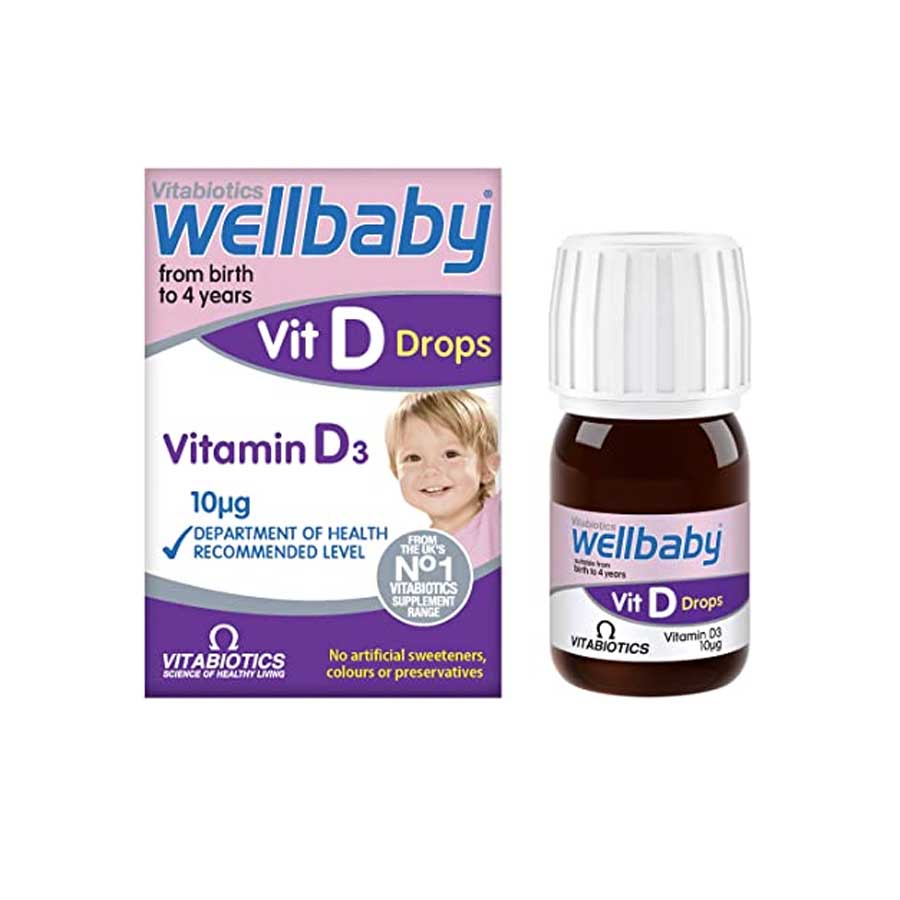 Vitabiotics
wellbaby®
from birth
to 4 years
Vit D Drops
Vitamin D3
10µg
✓ DEPARTMENT OF HEALTH
RECOMMENDED LEVEL
FROM
THE UK'S
Nº1
VITABIOTICS
SUPPLEMENT
RANGE
VITABIOTICS
SCIENCE OF HEALTHY LIVING
No artificial sweeteners,
colours or preservatives
Vitabiotics
wellbaby
suitable from
birth to 4 years
Vit D Drops
VITABIOTICS
Vitamin D3
10µg